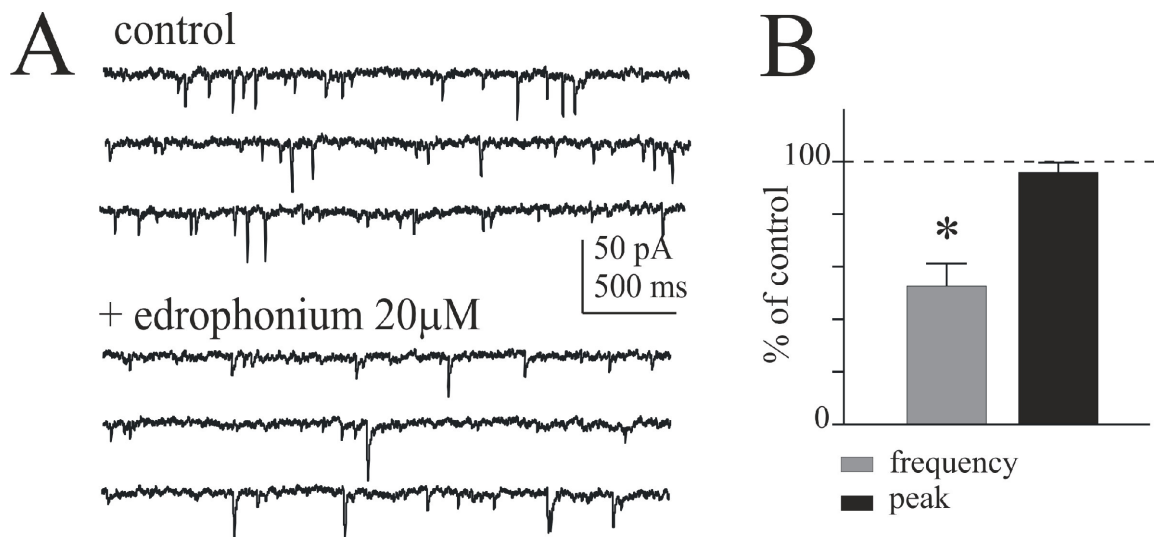 A
control
50 pA
500 ms
+ edrophonium 20μM
B
100
% of control
*
0
frequency
peak